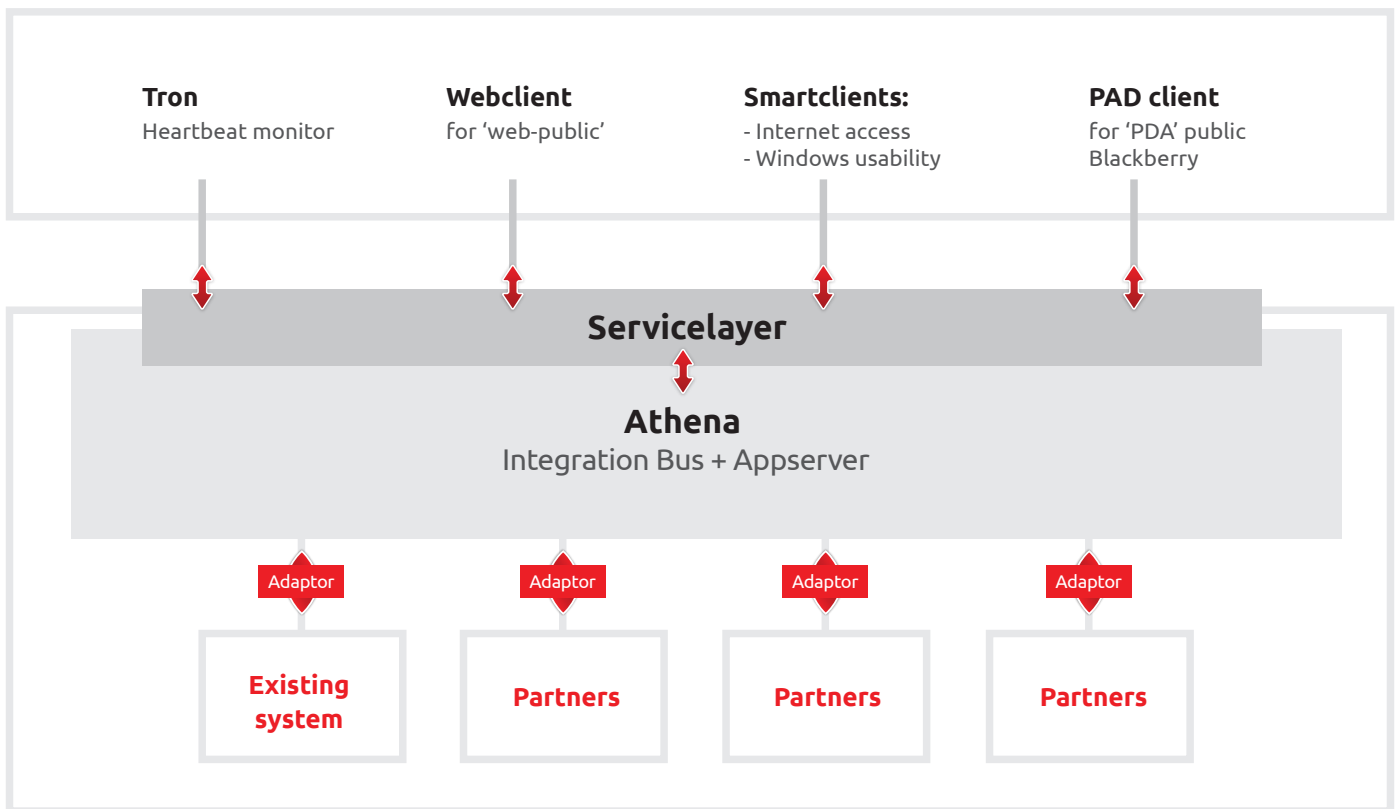 Tron
Heartbeat monitor
Webclient
for ‘web-public’
Smartclients:
- Internet access
- Windows usability
PAD client
for ‘PDA’ public
Blackberry
Servicelayer
Athena
Integration Bus + Appserver
Adaptor
Adaptor
Adaptor
Adaptor
Existing
system
Partners
Partners
Partners